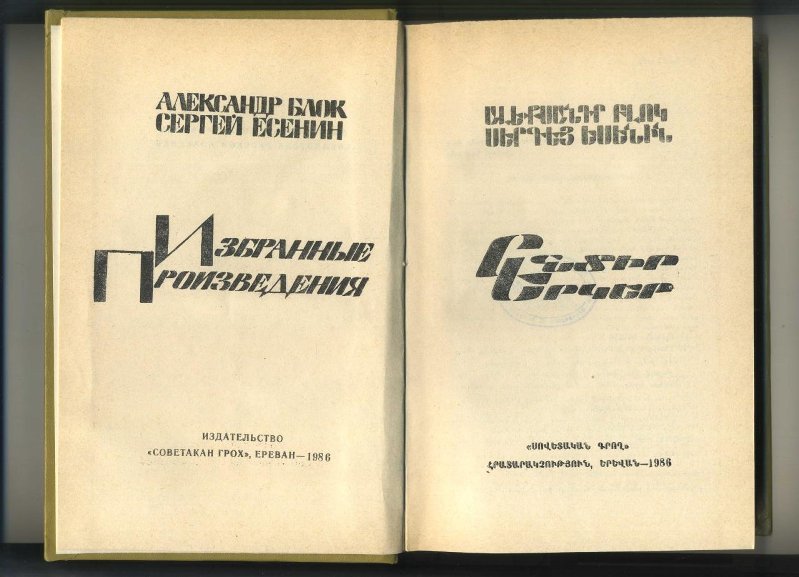 АЛЕКСАНДР БЛОК
СЕРГЕЙ ЕСЕНИН
ИЗБРАННЫЕ
ПРОИЗВЕДЕНИЯ
ИЗДАТЕЛЬСТВО
«СОВЕТАКАН ГРОХ», ЕРЕВАН—1986
ԱԼԵՔՍԱՆԴՐ ԲԼՈԿ
ՍԵՐԳԵՅ ԵՍԵՆԻՆ
ԸՆՏԻՐ
ԵՐԿԵՐ
«ՍՈՎԵՏԱԿԱՆ ԳՐՈՂ»
ՀՐԱՏԱՐԱԿՉՈՒԹՅՈՒՆ, ԵՐԵՎԱՆ—1986